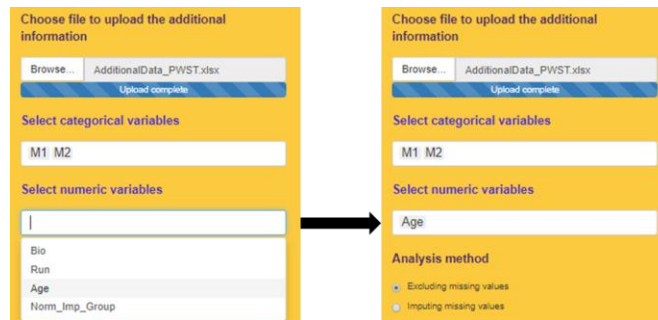 Choose file to upload the additional
information
Browse... AdditionalData_PWST.xlsx
Upload complete
Select categorical variables
M1 M2
Select numeric variables
Bio
Run
Age
Norm_Imp_Group
Choose file to upload the additional
information
Browse... AdditionalData_PWST.xlsx
Upload complete
Select categorical variables
M1 M2
Select numeric variables
Age
Analysis method
Excluding missing values
Imputing missing values